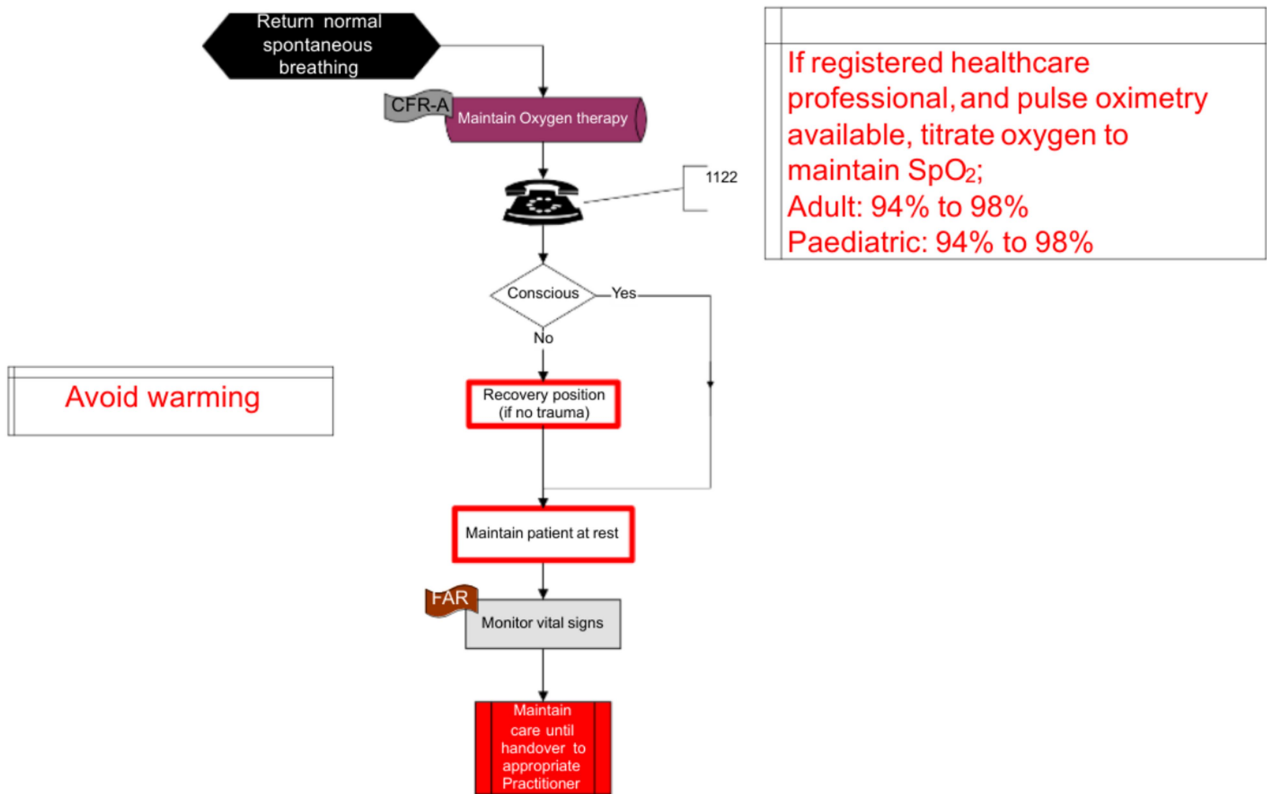 Return normal
spontaneous
breathing
CFR-A
Maintain Oxygen therapy
1122
If registered healthcare
professional, and pulse oximetry
available, titrate oxygen to
maintain SpO₂;
Adult: 94% to 98%
Paediatric: 94% to 98%
Conscious
Yes
No
Avoid warming
Recovery position
(if no trauma)
Maintain patient at rest
FAR
Monitor vital signs
Maintain
care until
handover to
appropriate
Practitioner